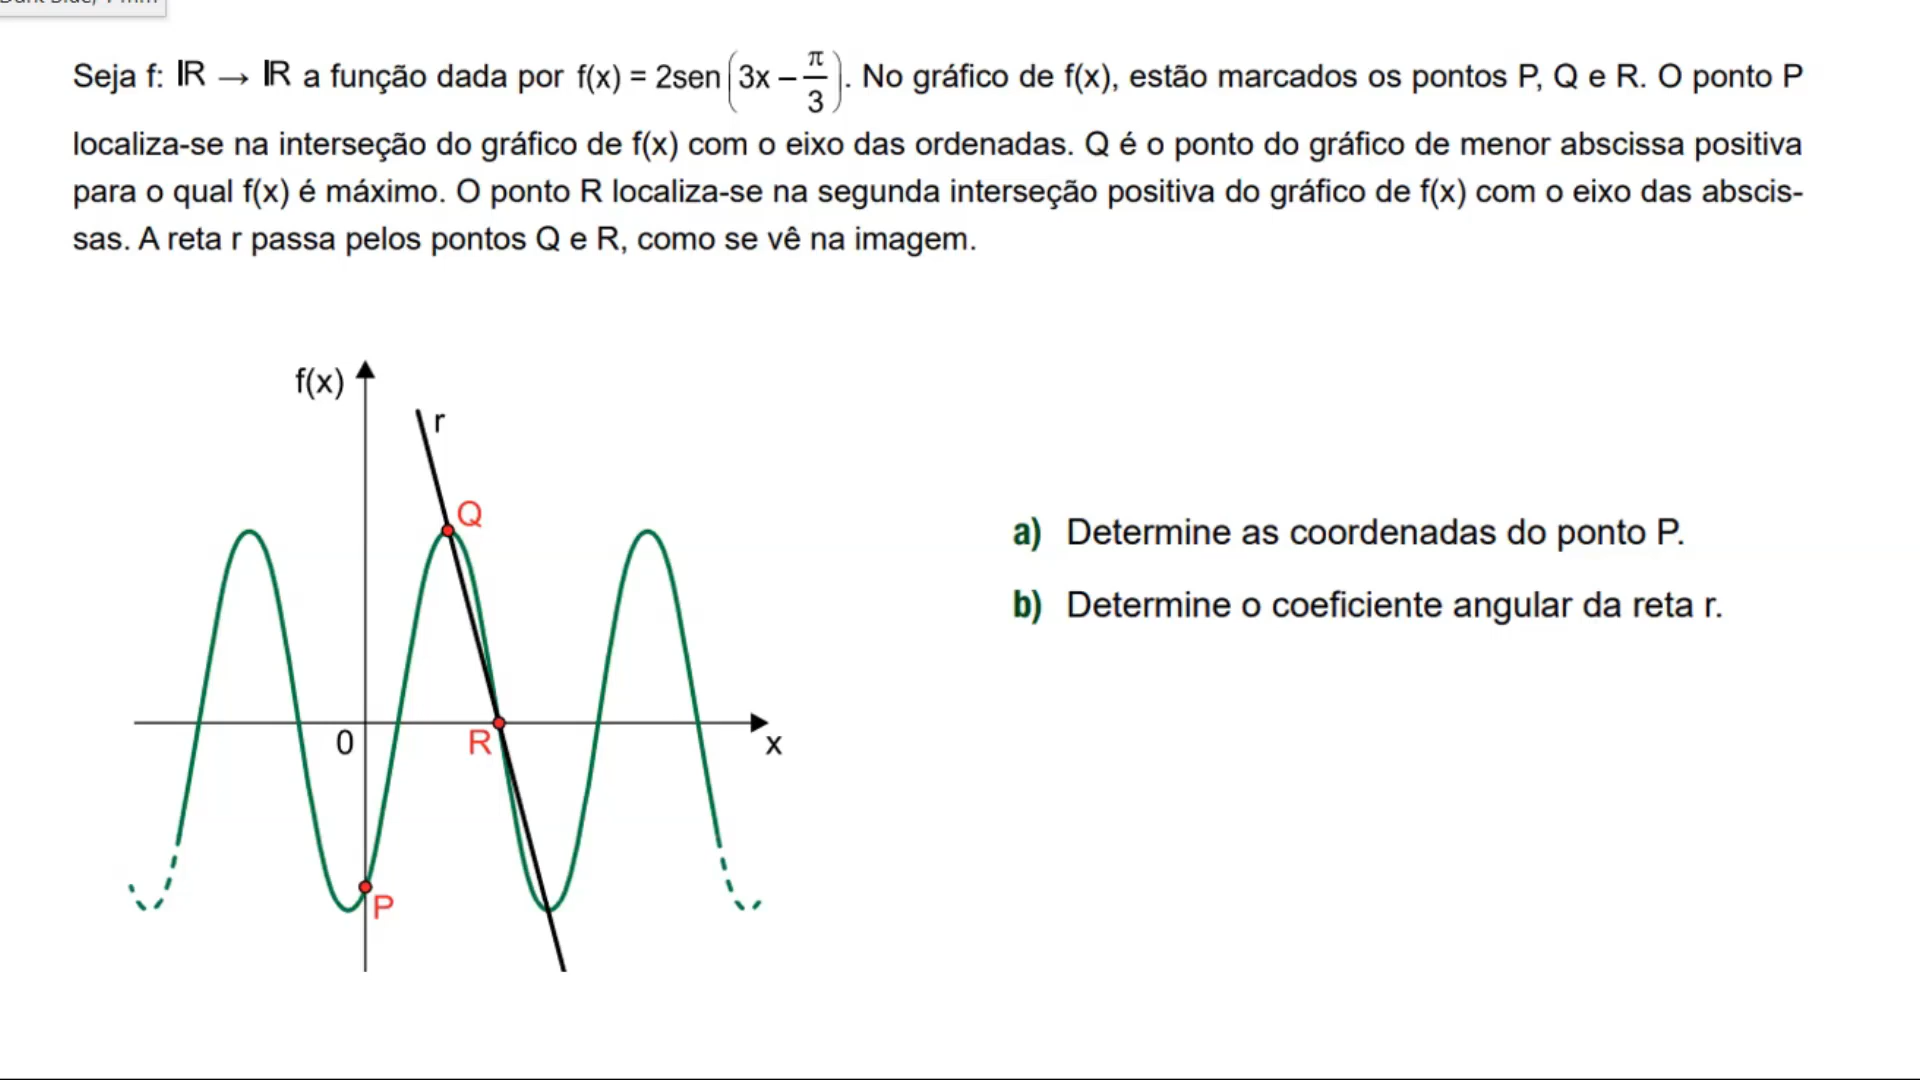 Seja f: IR → IR a função dada por f(x) = 2sen(3x − π/3). No gráfico de f(x), estão marcados os pontos P, Q e R. O ponto P
localiza-se na interseção do gráfico de f(x) com o eixo das ordenadas. Q é o ponto do gráfico de menor abscissa positiva
para o qual f(x) é máximo. O ponto R localiza-se na segunda interseção positiva do gráfico de f(x) com o eixo das abscis-
sas. A reta r passa pelos pontos Q e R, como se vê na imagem.
f(x)
r
Q
0
R
x
P
a) Determine as coordenadas do ponto P.
b) Determine o coeficiente angular da reta r.